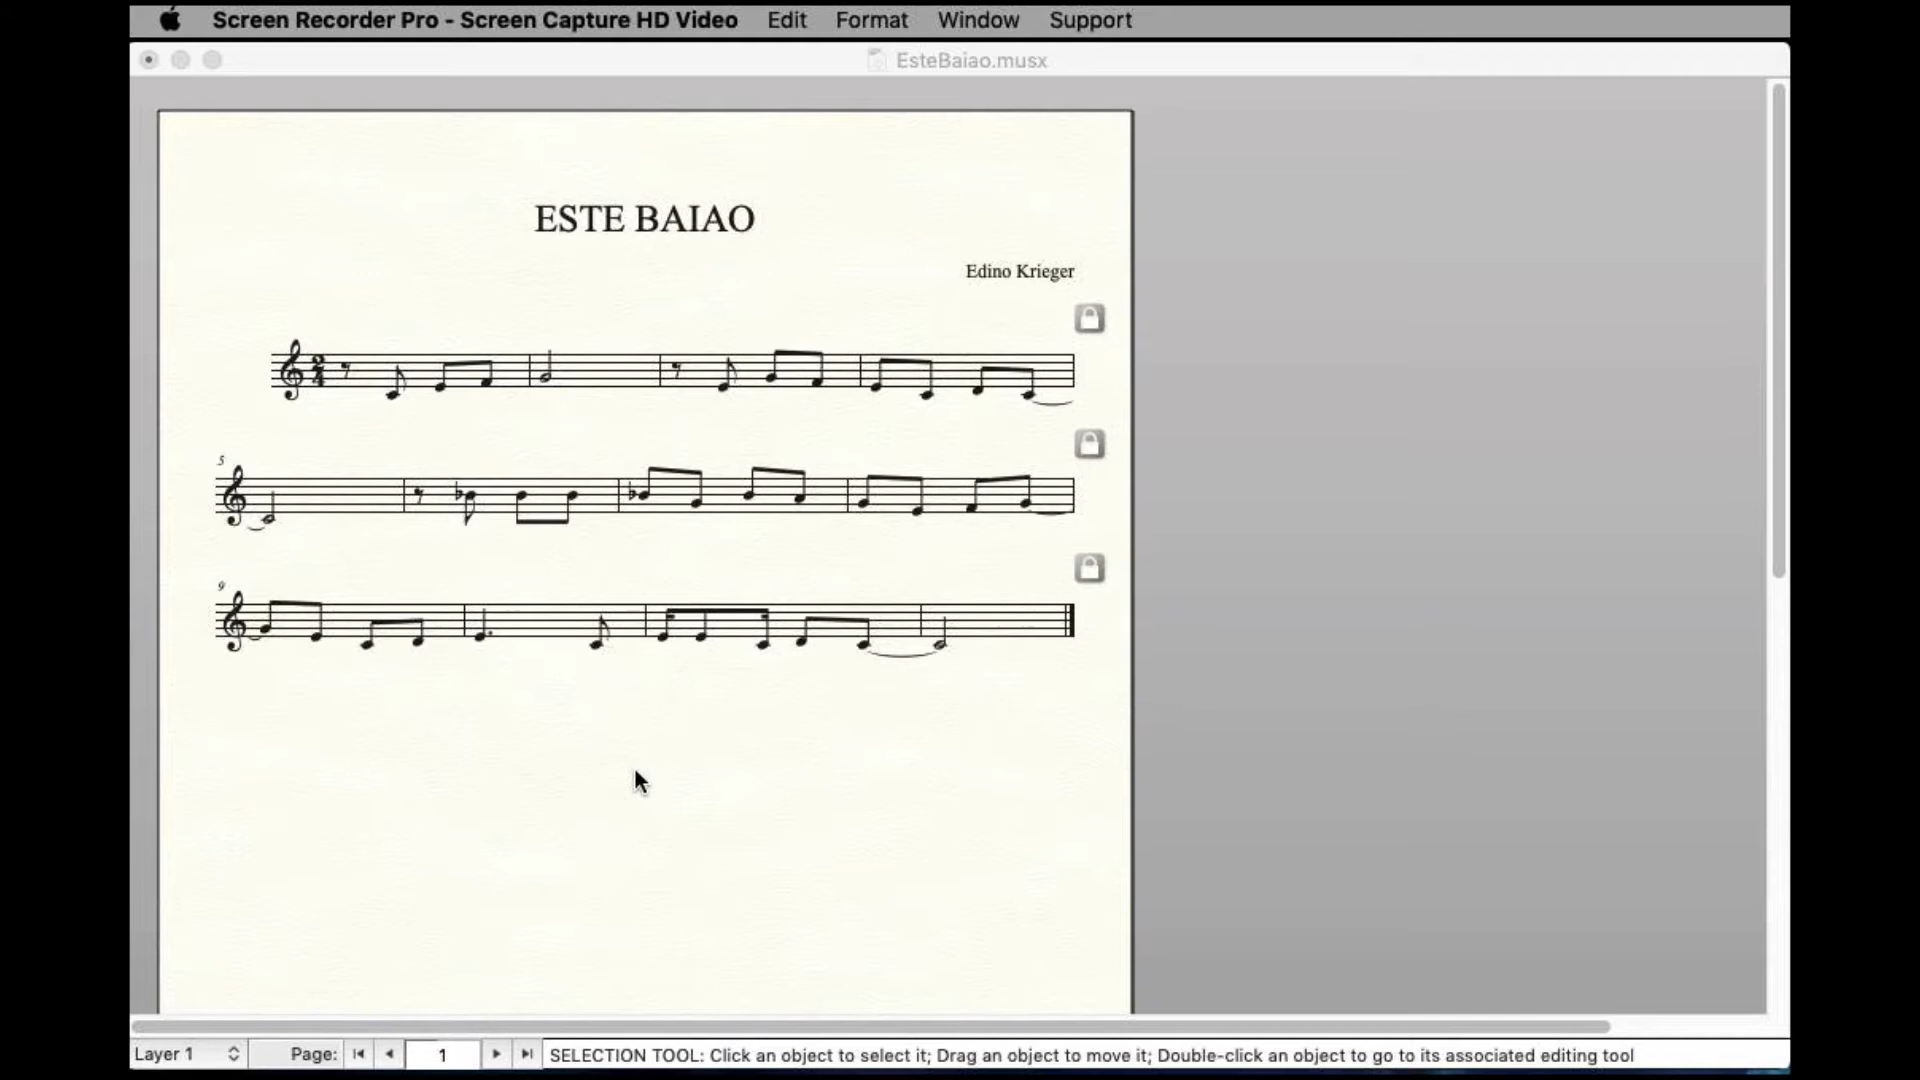 Screen Recorder Pro - Screen Capture HD Video Edit Format Window Support
EsteBaiao.musx
ESTE BAIAO
Edino Krieger
2
4
5
9
Layer 1 Page: 1 SELECTION TOOL: Click an object to select it; Drag an object to move it; Double-click an object to go to its associated editing tool